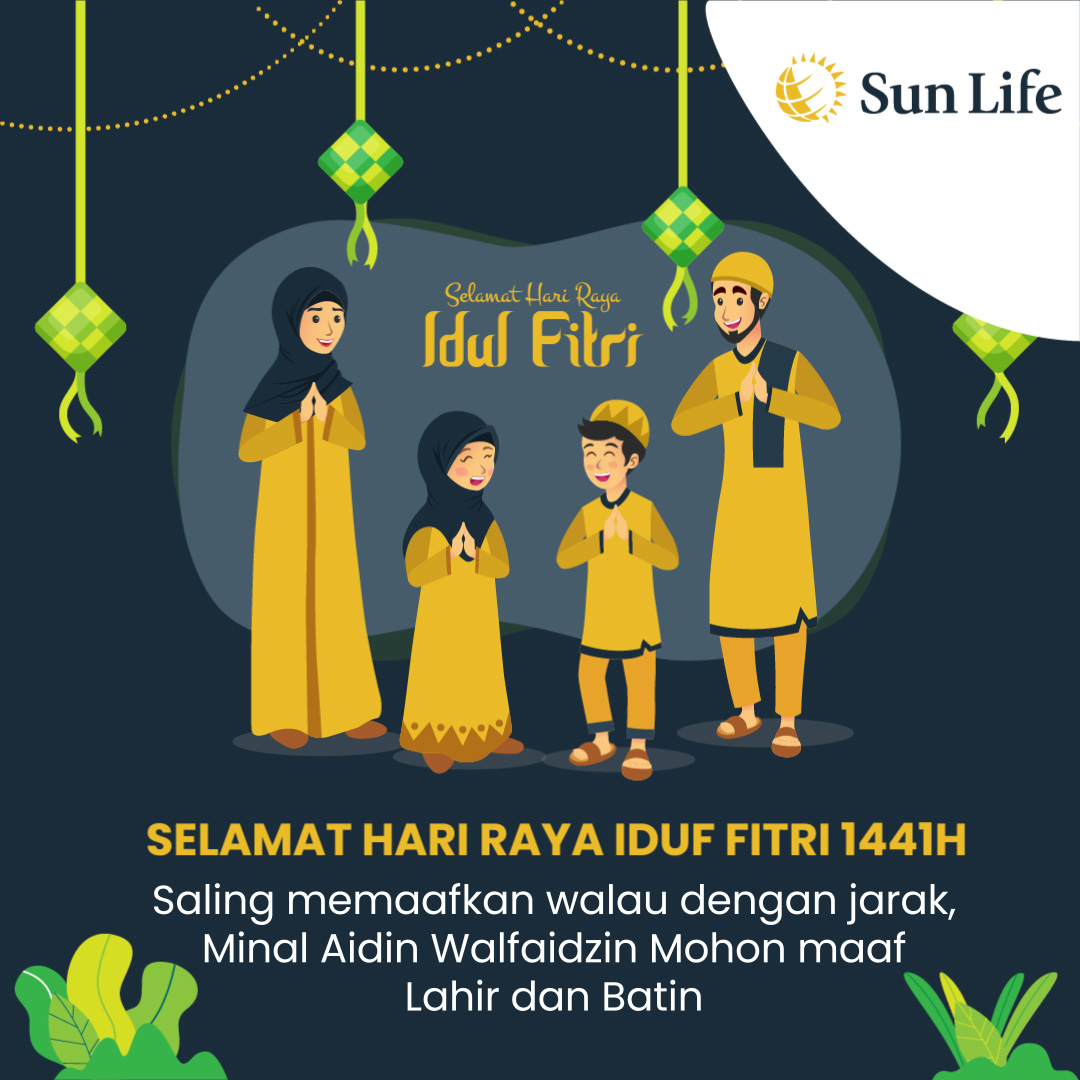 Sun Life
Selamat Hari Raya
Idul Fitri
SELAMAT HARI RAYA IDUF FITRI 1441H
Saling memaafkan walau dengan jarak,
Minal Aidin Walfaidzin Mohon maaf
Lahir dan Batin